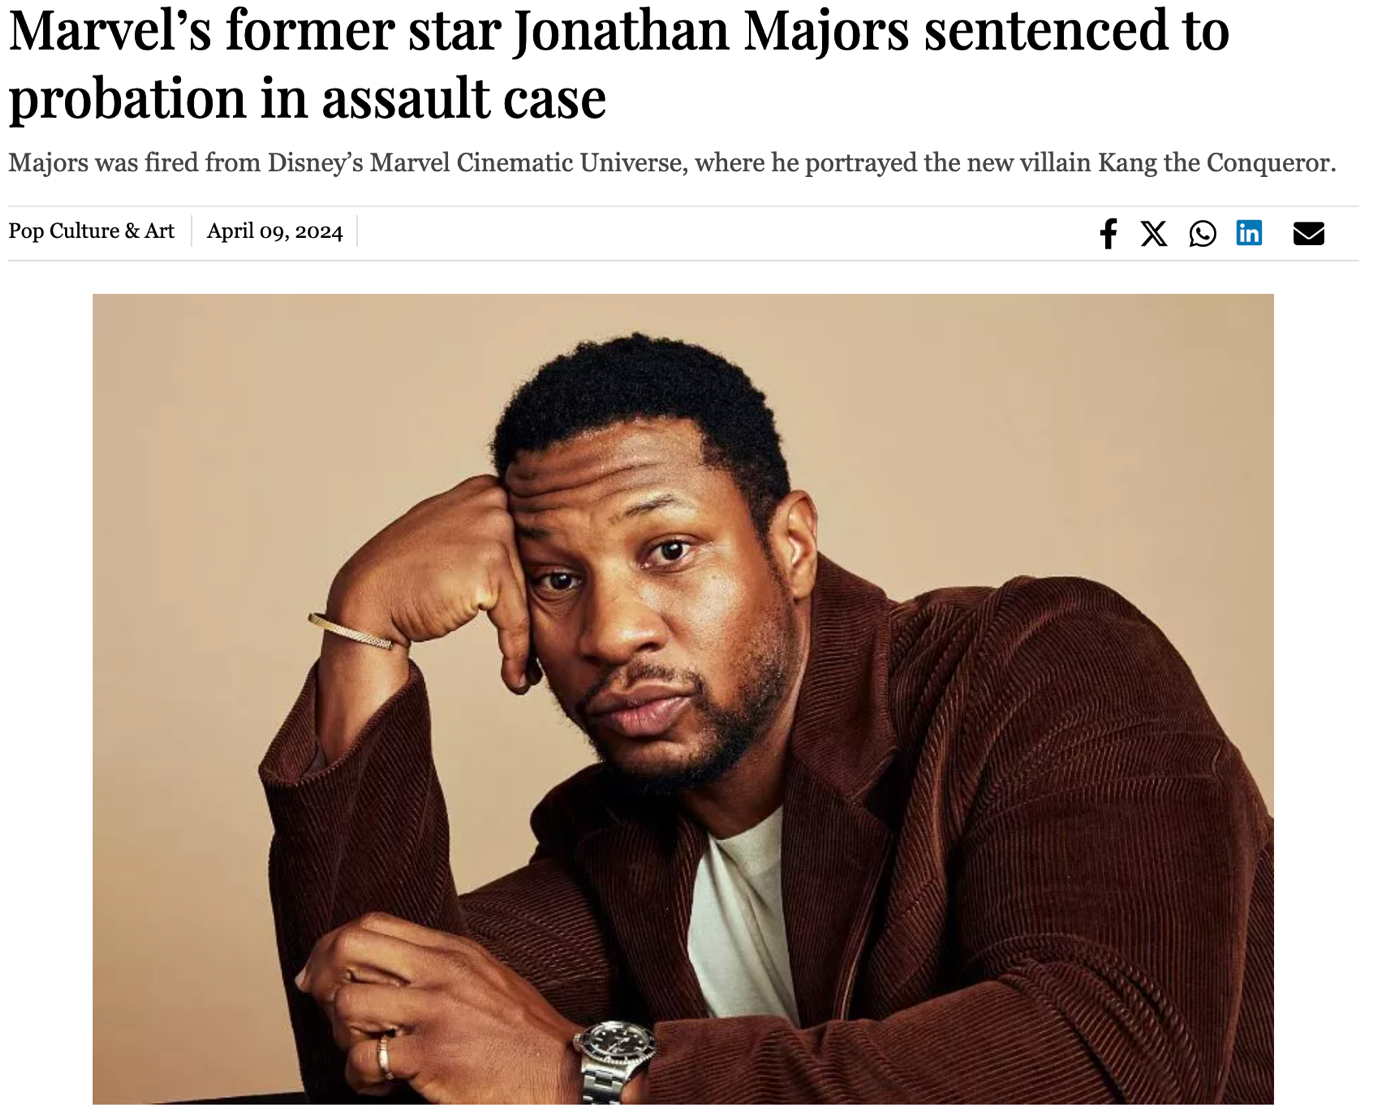 Marvel’s former star Jonathan Majors sentenced to
probation in assault case
Majors was fired from Disney’s Marvel Cinematic Universe, where he portrayed the new villain Kang the Conqueror.
Pop Culture & Art April 09, 2024